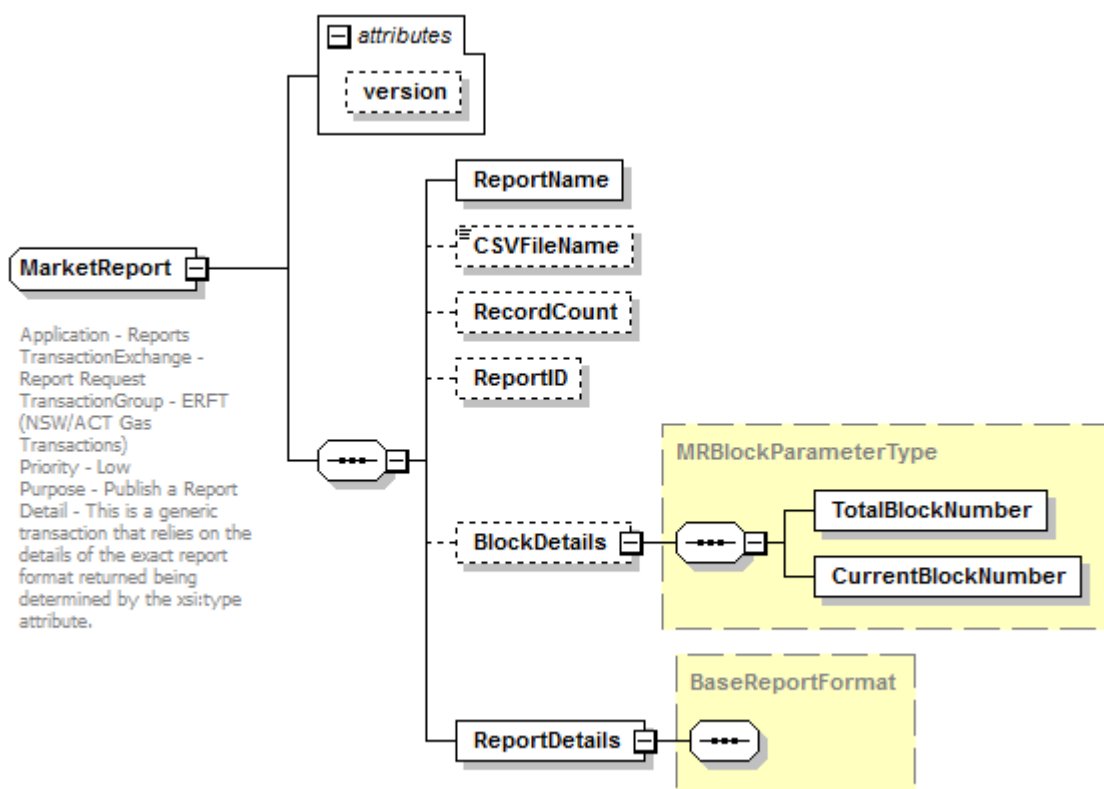 attributes
version
ReportName
CSVFileName
MarketReport
RecordCount
Application - Reports
TransactionExchange -
Report Request
TransactionGroup - ERFT
(NSW/ACT Gas
Transactions)
Priority - Low
Purpose - Publish a Report
Detail - This is a generic
transaction that relies on the
details of the exact report
format returned being
determined by the xsi:type
attribute.
ReportID
MRBlockParameterType
TotalBlockNumber
BlockDetails
CurrentBlockNumber
BaseReportFormat
ReportDetails